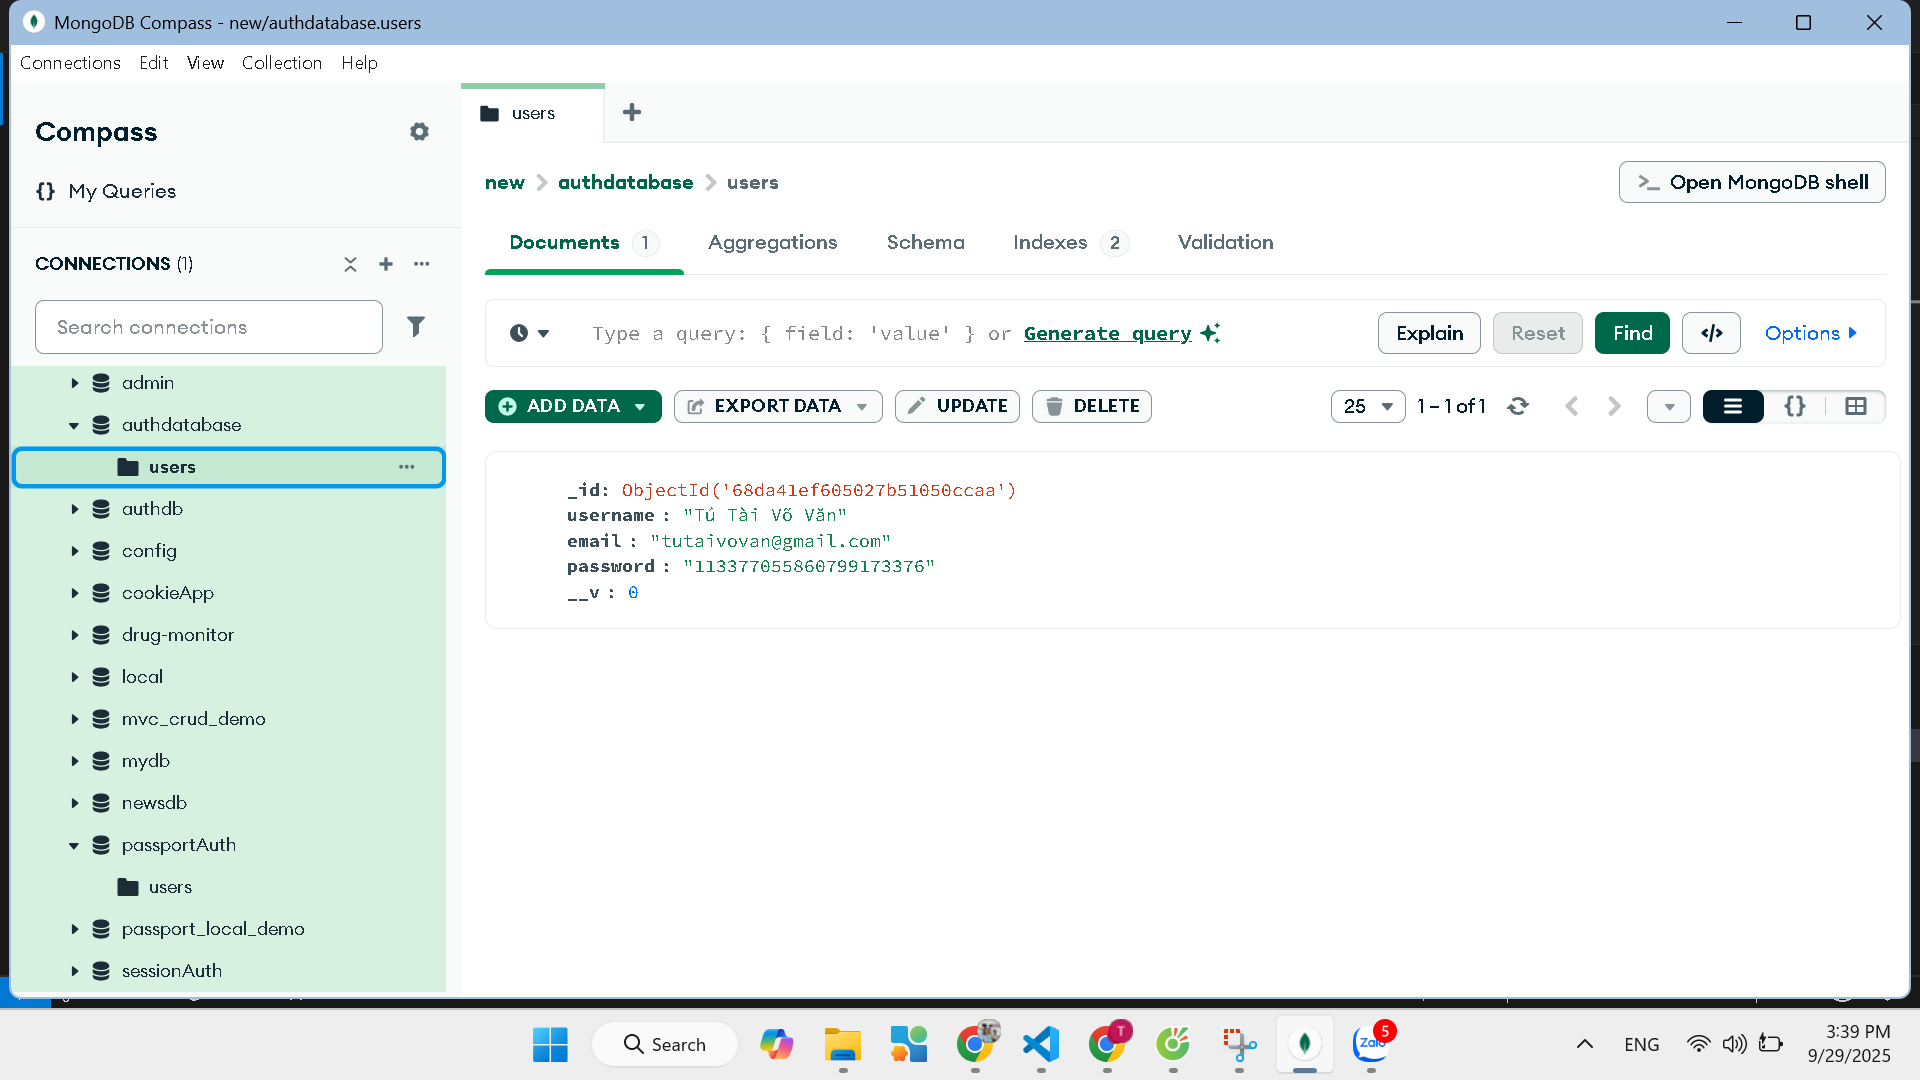 MongoDB Compass - new/authdatabase.users
Connections Edit View Collection Help
Compass
{} My Queries
CONNECTIONS (1)
Search connections
admin
authdatabase
users
authdb
config
cookieApp
drug-monitor
local
mvc_crud_demo
mydb
newsdb
passportAuth
users
passport_local_demo
sessionAuth
users
new > authdatabase > users
>_ Open MongoDB shell
Documents 1 Aggregations Schema Indexes 2 Validation
Type a query: { field: 'value' } or Generate query
Explain Reset Find </> Options
ADD DATA EXPORT DATA UPDATE DELETE
25 1 – 1 of 1 {}
_id: ObjectId('68da41ef605027b51050ccaa')
username : "Tú Tài Võ Văn"
email : "tutaivovan@gmail.com"
password : "113377055860799173376"
__v : 0
Search
T
Zalo
5
ENG
3:39 PM
9/29/2025